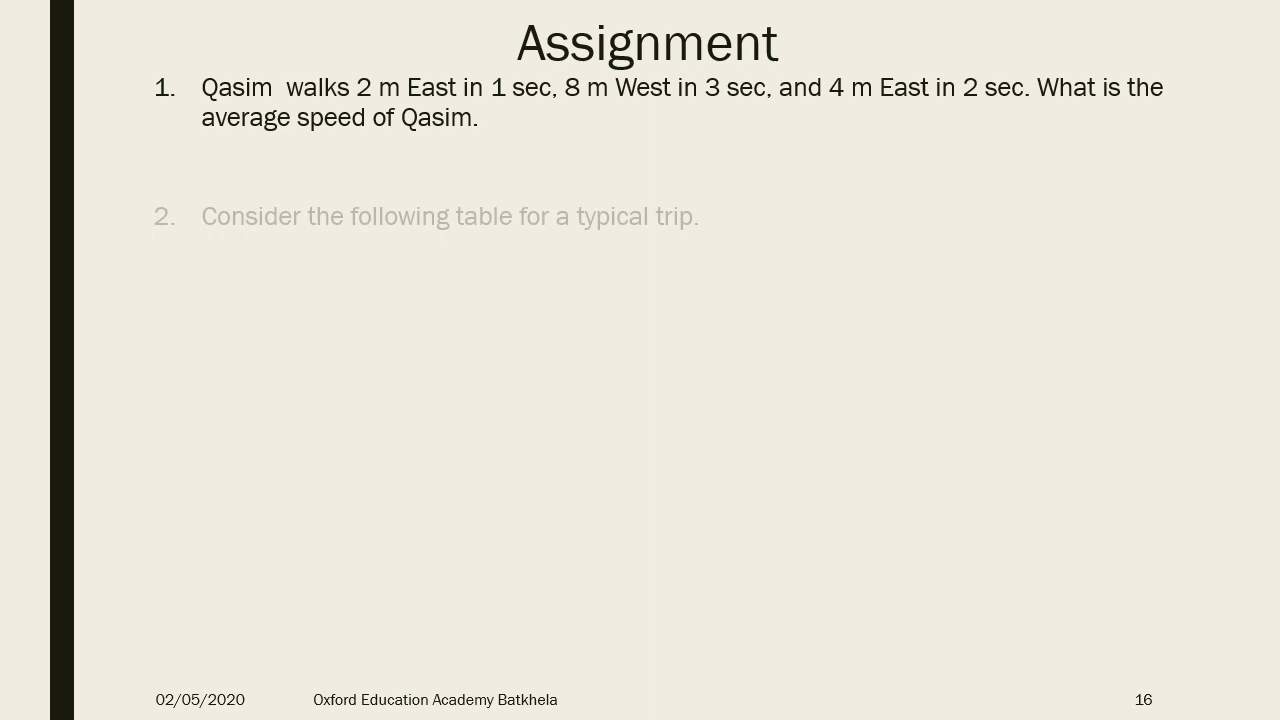 Assignment
1. Qasim  walks 2 m East in 1 sec, 8 m West in 3 sec, and 4 m East in 2 sec. What is the
average speed of Qasim.
2. Consider the following table for a typical trip.
02/05/2020 Oxford Education Academy Batkhela 16